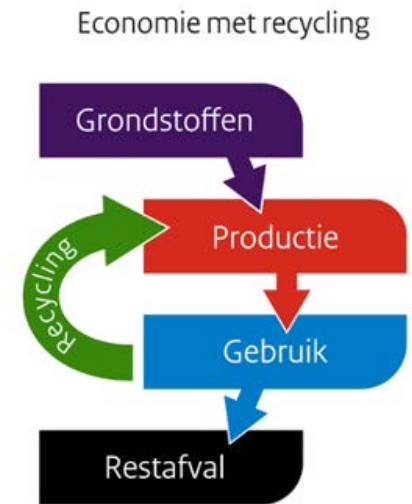 Economie met recycling
Grondstoffen
Productie
Recycling
Gebruik
Restafval